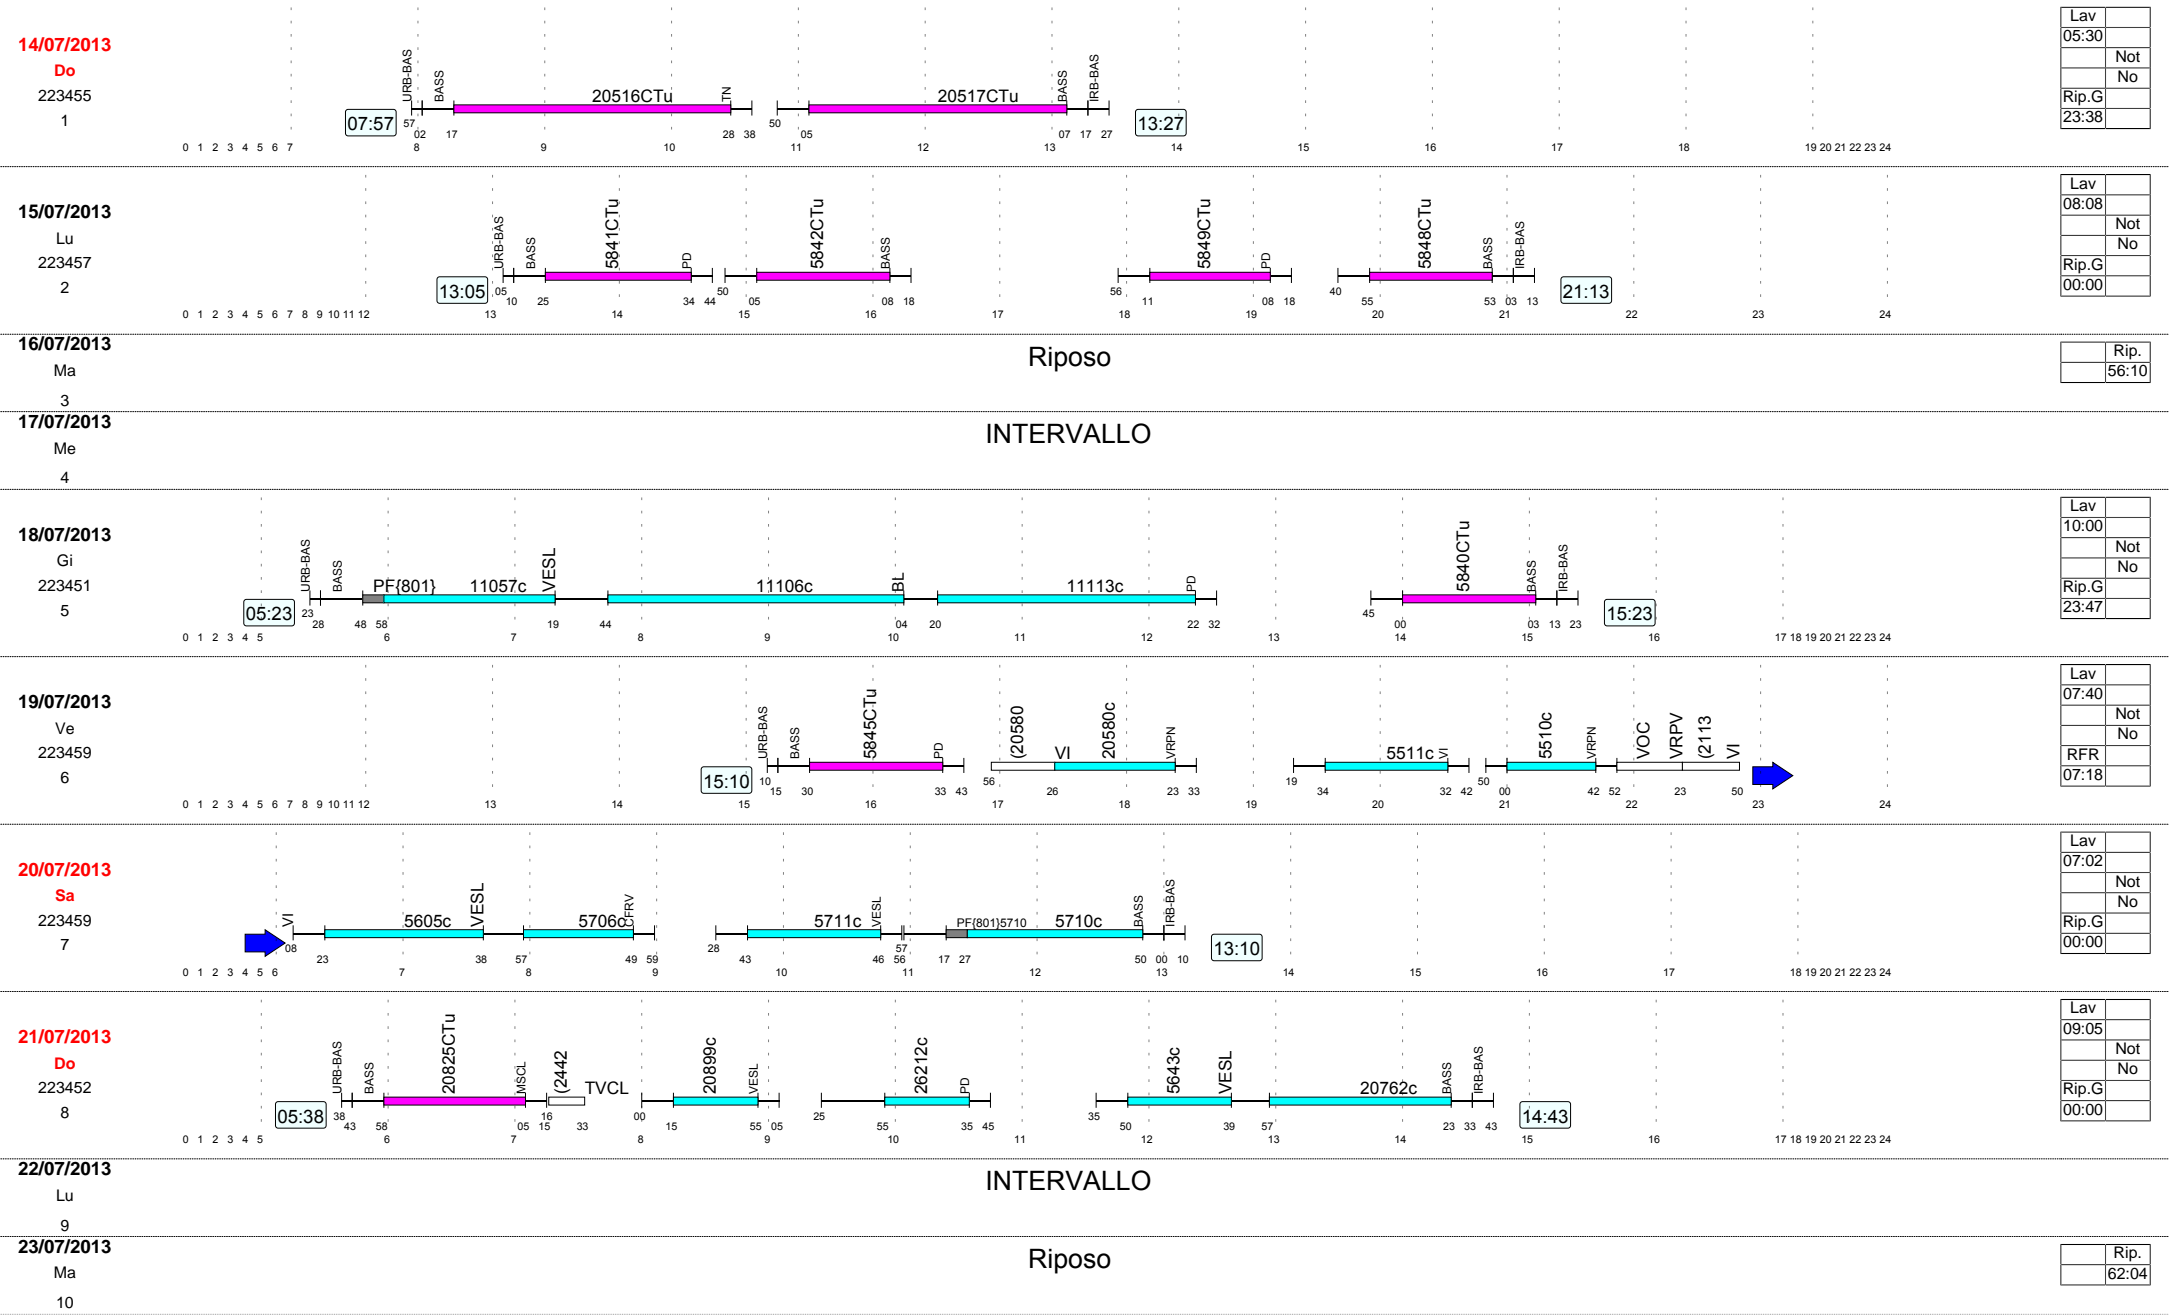 14/07/2013
Do
223455
1
07:57
URB-BAS
BASS
20516CTu
TN
20517CTu
BASS
IRB-BAS
13:27
57 02 17 28 38 50 05 07 17 27
0 1 2 3 4 5 6 7 8 9 10 11 12 13 14 15 16 17 18 19 20 21 22 23 24
Lav
05:30
Not
No
Rip.G
23:38
15/07/2013
Lu
223457
2
13:05
URB-BAS
BASS
5841CTu
PD
5842CTu
BASS
5849CTu
PD
5848CTu
BASS
IRB-BAS
21:13
05 10 25 34 44 50 05 08 18 56 11 08 18 40 55 53 03 13
0 1 2 3 4 5 6 7 8 9 10 11 12 13 14 15 16 17 18 19 20 21 22 23 24
Lav
08:08
Not
No
Rip.G
00:00
16/07/2013
Ma
3
Riposo
Rip.
56:10
17/07/2013
Me
4
INTERVALLO
18/07/2013
Gi
223451
5
05:23
URB-BAS
BASS
PF{801}
11057c
VESL
11106c
BL
11113c
PD
5840CTu
BASS
IRB-BAS
15:23
23 28 48 58 19 44 04 20 22 32 45 00 03 13 23
0 1 2 3 4 5 6 7 8 9 10 11 12 13 14 15 16 17 18 19 20 21 22 23 24
Lav
10:00
Not
No
Rip.G
23:47
19/07/2013
Ve
223459
6
15:10
URB-BAS
BASS
5845CTu
PD
(20580
VI
20580c
VRPN
5511c
VI
5510c
VRPN
VOC
VRPV
(2113
VI
10 15 30 33 43 56 26 23 33 19 34 32 42 50 00 42 52 23 50
0 1 2 3 4 5 6 7 8 9 10 11 12 13 14 15 16 17 18 19 20 21 22 23 24
Lav
07:40
Not
No
RFR
07:18
20/07/2013
Sa
223459
7
VI
5605c
VESL
5706c
CFRV
5711c
VESL
PF{801}5710
5710c
BASS
IRB-BAS
13:10
08 23 38 57 49 59 28 43 46 56 57 17 27 50 00 10
0 1 2 3 4 5 6 7 8 9 10 11 12 13 14 15 16 17 18 19 20 21 22 23 24
Lav
07:02
Not
No
Rip.G
00:00
21/07/2013
Do
223452
8
05:38
URB-BAS
BASS
20825CTu
MSCL
(2442
TVCL
20899c
VESL
26212c
PD
5643c
VESL
20762c
BASS
IRB-BAS
14:43
38 43 58 05 15 16 33 00 15 55 05 25 55 35 45 35 50 39 57 23 33 43
0 1 2 3 4 5 6 7 8 9 10 11 12 13 14 15 16 17 18 19 20 21 22 23 24
Lav
09:05
Not
No
Rip.G
00:00
22/07/2013
Lu
9
INTERVALLO
23/07/2013
Ma
10
Riposo
Rip.
62:04